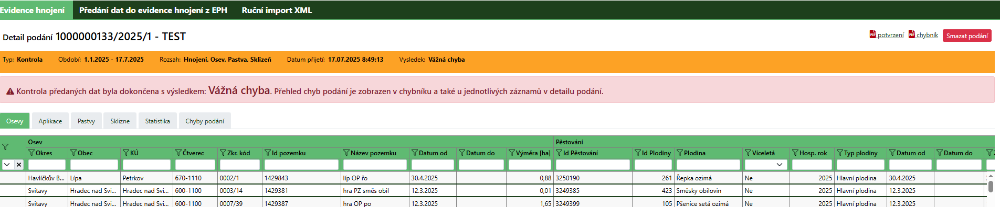 Evidence hnojení Předání dat do evidence hnojení z EPH Ruční import XML
Detail podání 1000000133/2025/1 - TEST potvrzení chybník Smazat podání
Typ: Kontrola Období: 1.1.2025 - 17.7.2025 Rozsah: Hnojeni, Osev, Pastva, Sklizeň Datum přijetí: 17.07.2025 8:49:13 Vysledek: Vážná chyba
Kontrola předaných dat byla dokončena s výsledkem: Vážná chyba. Přehled chyb podání je zobrazen v chybníku a také u jednotlivých záznamů v detailu podání.
Osevy Aplikace Pastvy Sklizne Statistika Chyby podání
Osev Pěstování
Okres Obec KÚ Čtverec Zkr. kód Id pozemku Název pozemku Datum od Datum do Výměra [ha] Id Pěstování Id Plodiny Plodina Víceletá Hosp. rok Typ plodiny Datum od Datum do
Havlíčkův B... Lípa Petrkov 670-1110 0002/1 1429843 líp OP řo 30.4.2025 0,88 3250190 261 Řepka ozimá Ne 2025 Hlavní plodina 30.4.2025
Svitavy Hradec nad Svi... Hradec nad Svi... 600-1100 0003/14 1429381 hra PZ směs obil 12.3.2025 0,01 3249385 423 Směsky obilovin Ne 2025 Hlavní plodina 12.3.2025
Svitavy Hradec nad Svi... Hradec nad Svi... 600-1100 0007/39 1429387 hra OP po 12.3.2025 1,65 3249399 105 Pšenice setá ozimá Ne 2025 Hlavní plodina 12.3.2025